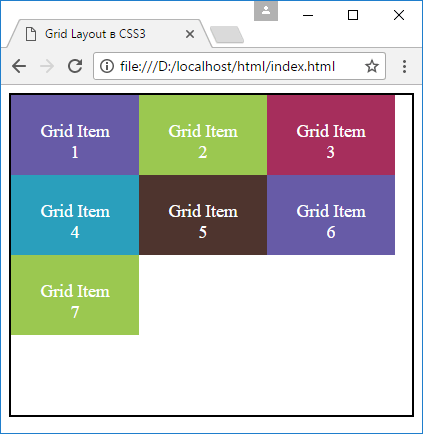 Grid Layout в CSS3
file:///D:/localhost/html/index.html
Grid Item
1
Grid Item
2
Grid Item
3
Grid Item
4
Grid Item
5
Grid Item
6
Grid Item
7